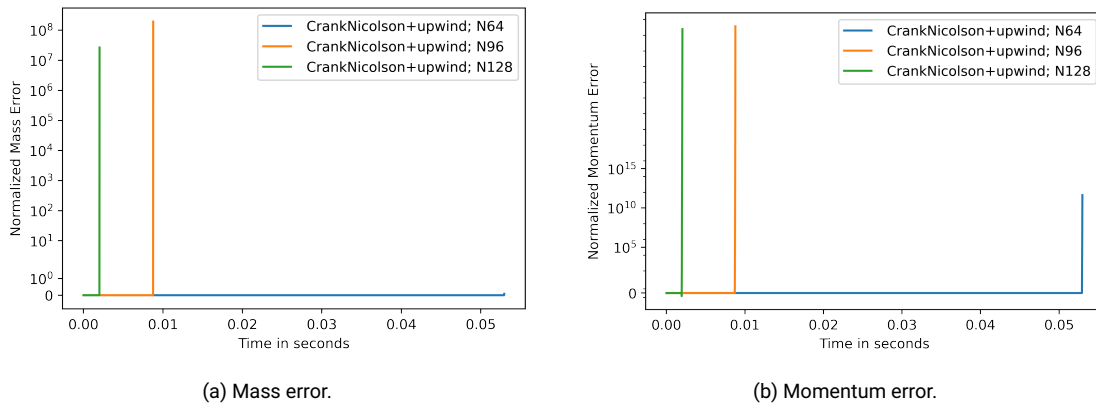 10^8
10^7
10^6
10^5
10^4
10^3
10^2
10^1
10^0
0
Normalized Mass Error
CrankNicolson+upwind; N64
CrankNicolson+upwind; N96
CrankNicolson+upwind; N128
0.00 0.01 0.02 0.03 0.04 0.05
Time in seconds
(a) Mass error.
10^15
10^10
10^5
0
Normalized Momentum Error
CrankNicolson+upwind; N64
CrankNicolson+upwind; N96
CrankNicolson+upwind; N128
0.00 0.01 0.02 0.03 0.04 0.05
Time in seconds
(b) Momentum error.